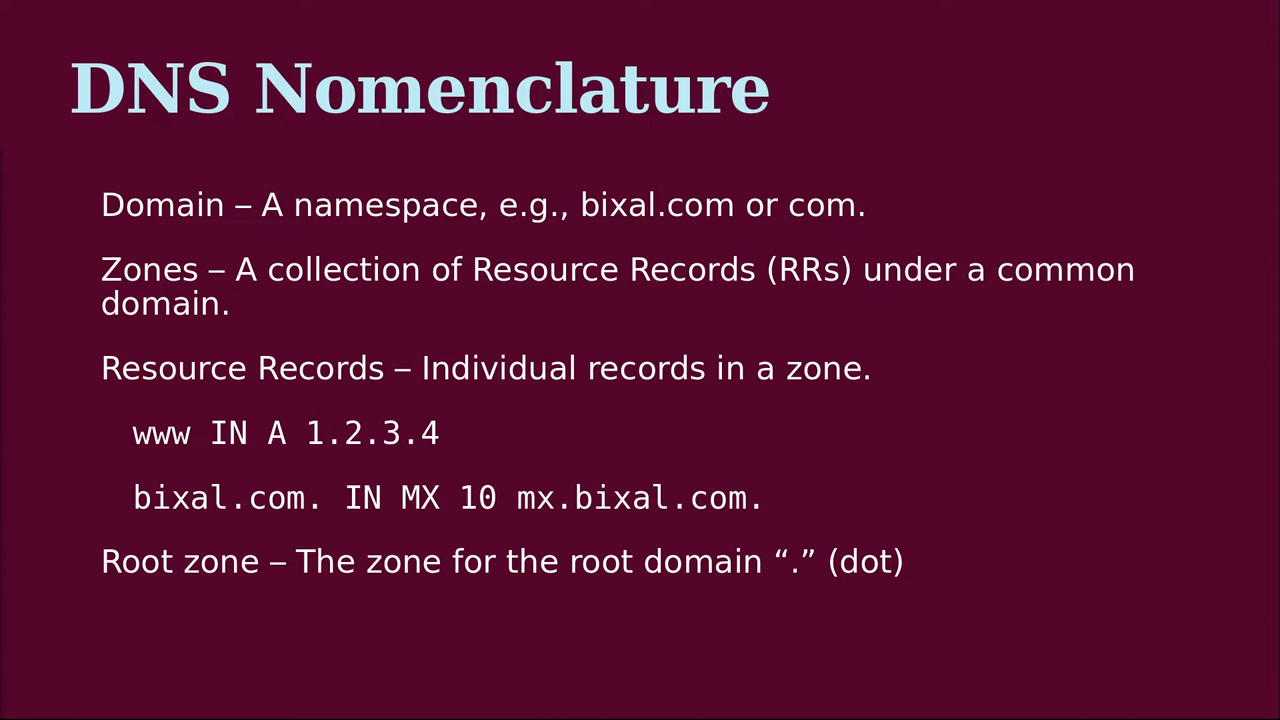 DNS Nomenclature
Domain – A namespace, e.g., bixal.com or com.
Zones – A collection of Resource Records (RRs) under a common
domain.
Resource Records – Individual records in a zone.
www IN A 1.2.3.4
bixal.com. IN MX 10 mx.bixal.com.
Root zone – The zone for the root domain “.” (dot)